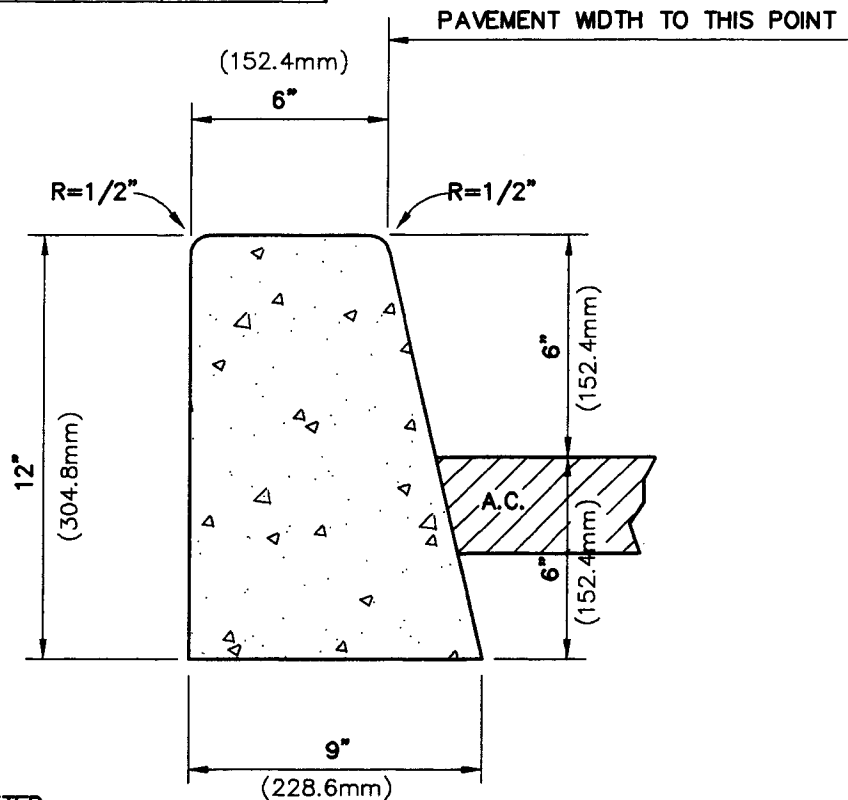 PAVEMENT WIDTH TO THIS POINT
(152.4mm)
6"
R=1/2"
R=1/2"
6"
(152.4mm)
12"
(304.8mm)
A.C.
6"
(152.4mm)
9"
(228.6mm)